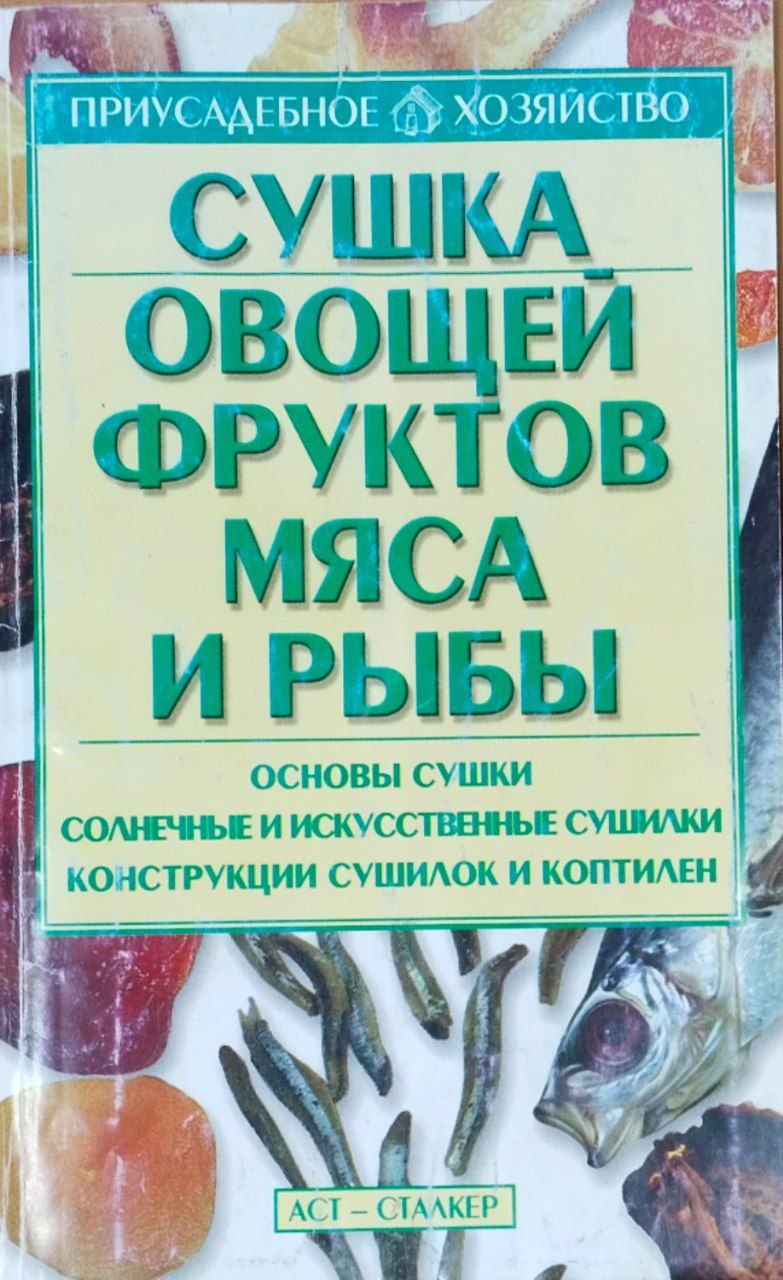 ПРИУСАДЕБНОЕ ХОЗЯЙСТВО
СУШКА
ОВОЩЕЙ
ФРУКТОВ
МЯСА
И РЫБЫ
ОСНОВЫ СУШКИ
СОЛНЕЧНЫЕ И ИСКУССТВЕННЫЕ СУШИЛКИ
КОНСТРУКЦИИ СУШИЛОК И КОПТИЛЕН
АСТ – СТАЛКЕР